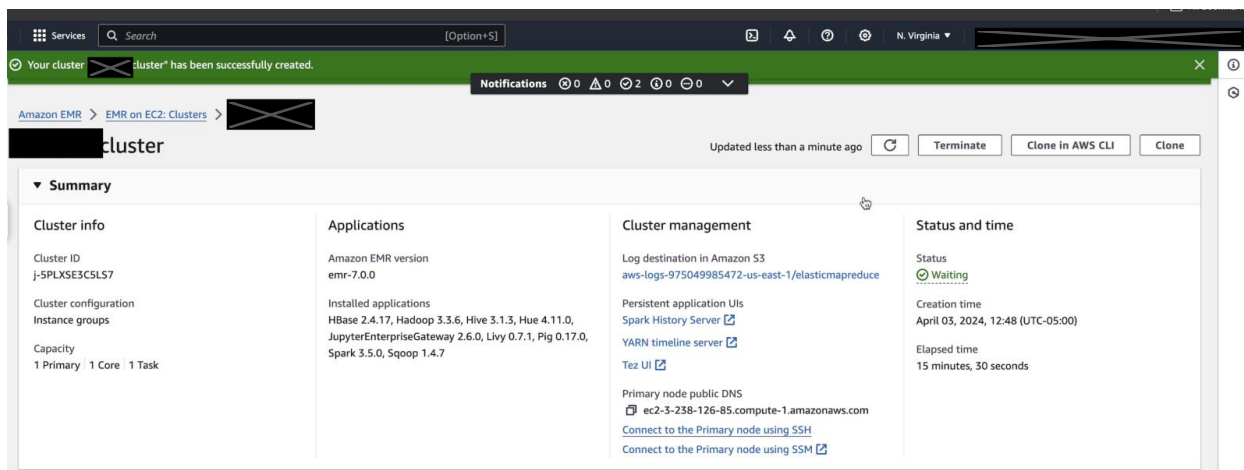 Services Search [Option+S] N. Virginia
Your cluster cluster" has been successfully created.
Notifications 0 0 2 0 0
Amazon EMR > EMR on EC2: Clusters >
cluster
Updated less than a minute ago Terminate Clone in AWS CLI Clone
Summary
Cluster info
Cluster ID
j-5PLXSE3C5LS7
Cluster configuration
Instance groups
Capacity
1 Primary 1 Core 1 Task
Applications
Amazon EMR version
emr-7.0.0
Installed applications
HBase 2.4.17, Hadoop 3.3.6, Hive 3.1.3, Hue 4.11.0,
JupyterEnterpriseGateway 2.6.0, Livy 0.7.1, Pig 0.17.0,
Spark 3.5.0, Sqoop 1.4.7
Cluster management
Log destination in Amazon S3
aws-logs-975049985472-us-east-1/elasticmapreduce
Persistent application UIs
Spark History Server
YARN timeline server
Tez UI
Primary node public DNS
ec2-3-238-126-85.compute-1.amazonaws.com
Connect to the Primary node using SSH
Connect to the Primary node using SSM
Status and time
Status
Waiting
Creation time
April 03, 2024, 12:48 (UTC-05:00)
Elapsed time
15 minutes, 30 seconds